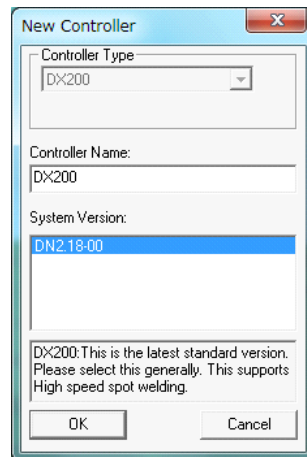 New Controller
X
Controller Type
DX200
Controller Name:
DX200
System Version:
DN2.18-00
DX200:This is the latest standard version.
Please select this generally. This supports
High speed spot welding.
OK Cancel